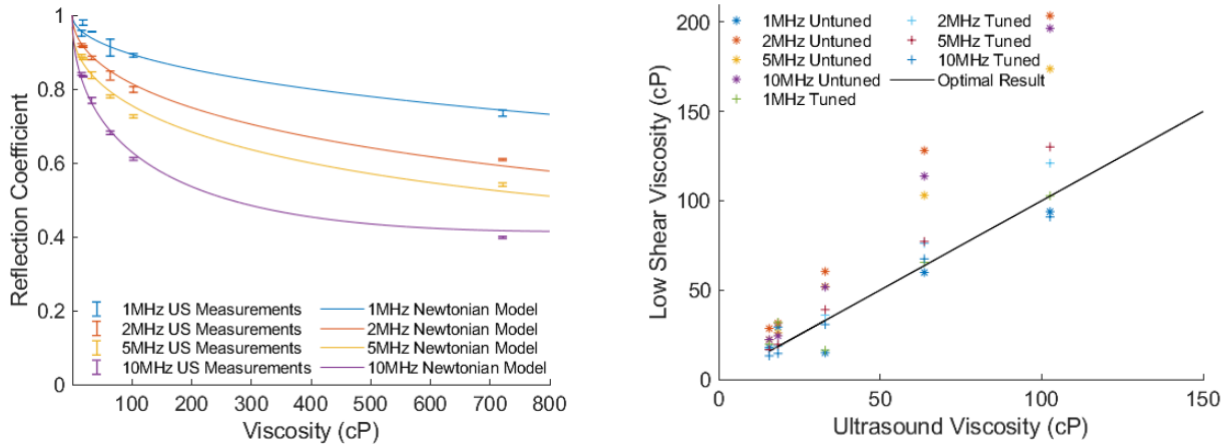 1
0.8
0.6
0.4
0.2
0
Reflection Coefficient
1MHz US Measurements
2MHz US Measurements
5MHz US Measurements
10MHz US Measurements
1MHz Newtonian Model
2MHz Newtonian Model
5MHz Newtonian Model
10MHz Newtonian Model
100 200 300 400 500 600 700 800
Viscosity (cP)
200
150
100
50
0
Low Shear Viscosity (cP)
1MHz Untuned
2MHz Untuned
5MHz Untuned
10MHz Untuned
1MHz Tuned
2MHz Tuned
5MHz Tuned
10MHz Tuned
Optimal Result
0 50 100 150
Ultrasound Viscosity (cP)